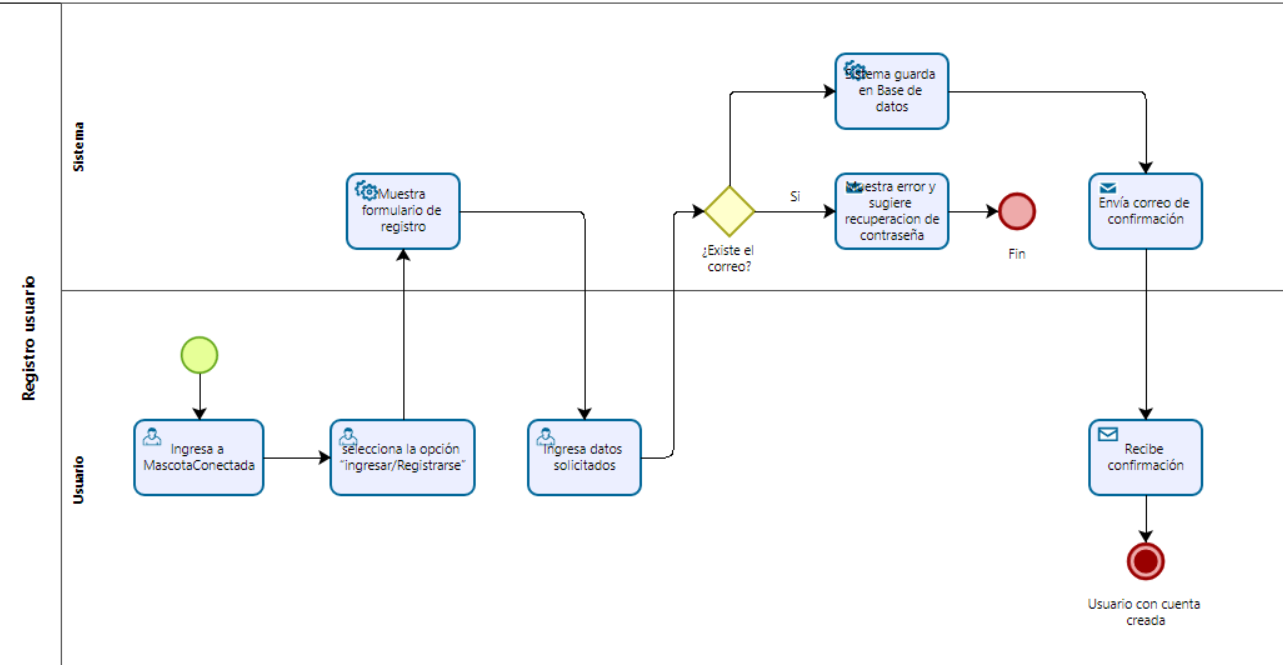 Registro usuario
Sistema
Usuario
Ingresa a
MascotaConectada
selecciona la opción
"ingresar/Registrarse"
Muestra
formulario de
registro
Ingresa datos
solicitados
¿Existe el
correo?
Si
Sistema guarda
en Base de
datos
Muestra error y
sugiere
recuperacion de
contraseña
Fin
Envía correo de
confirmación
Recibe
confirmación
Usuario con cuenta
creada